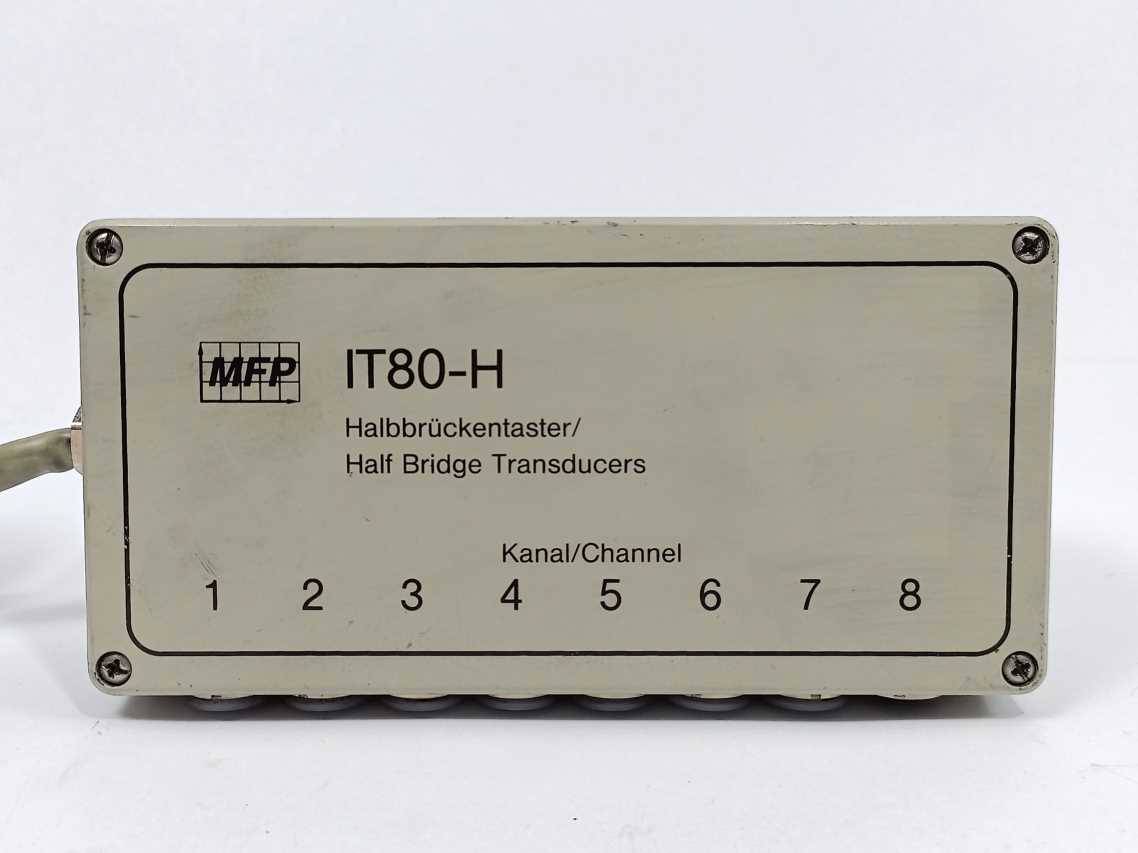 MFP
IT80-H
Halbbrückentaster/
Half Bridge Transducers
Kanal/Channel
1 2 3 4 5 6 7 8